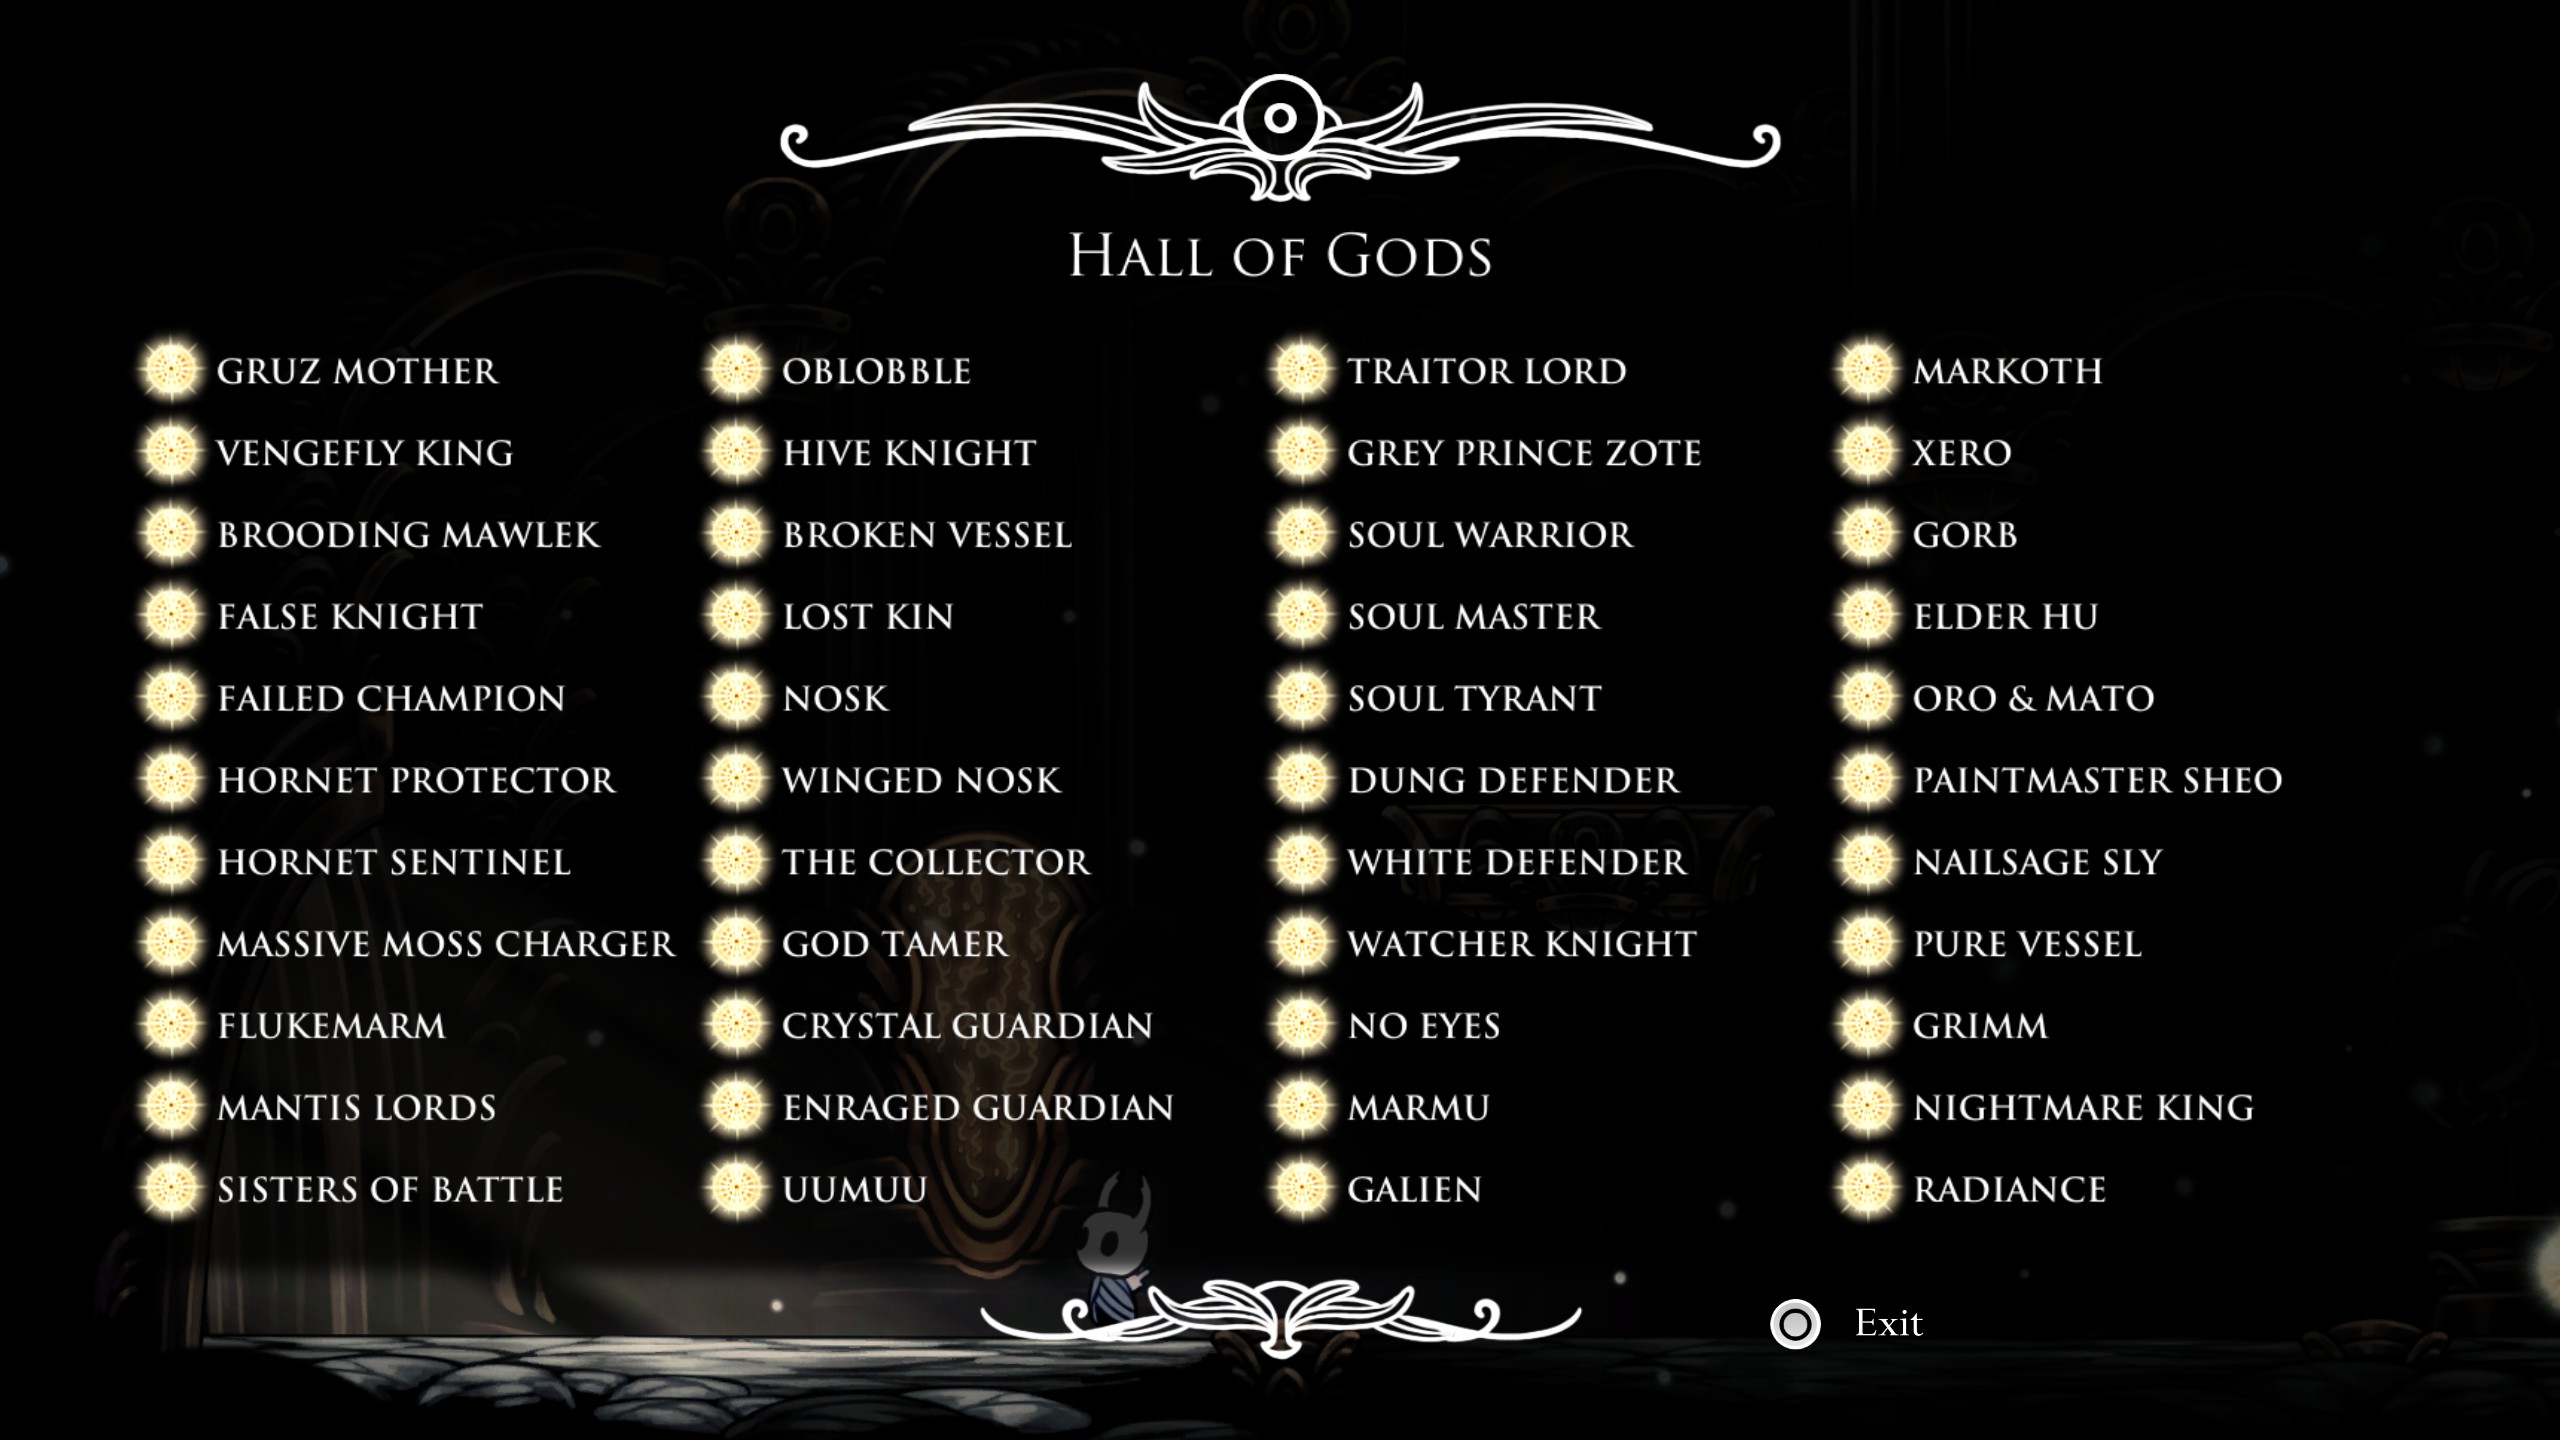 HALL OF GODS
GRUZ MOTHER
VENGEFLY KING
BROODING MAWLEK
FALSE KNIGHT
FAILED CHAMPION
HORNET PROTECTOR
HORNET SENTINEL
MASSIVE MOSS CHARGER
FLUKEMARM
MANTIS LORDS
SISTERS OF BATTLE
OBLOBBLE
HIVE KNIGHT
BROKEN VESSEL
LOST KIN
NOSK
WINGED NOSK
THE COLLECTOR
GOD TAMER
CRYSTAL GUARDIAN
ENRAGED GUARDIAN
UUMUU
TRAITOR LORD
GREY PRINCE ZOTE
SOUL WARRIOR
SOUL MASTER
SOUL TYRANT
DUNG DEFENDER
WHITE DEFENDER
WATCHER KNIGHT
NO EYES
MARMU
GALIEN
MARKOTH
XERO
GORB
ELDER HU
ORO & MATO
PAINTMASTER SHEO
NAILSAGE SLY
PURE VESSEL
GRIMM
NIGHTMARE KING
RADIANCE
Exit